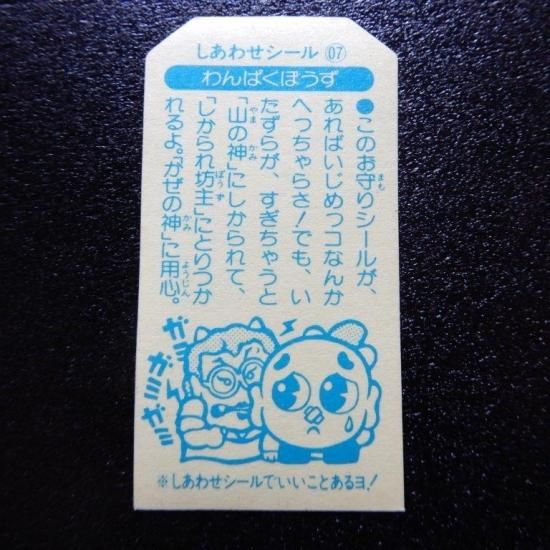 しあわせシール 07
わんぱくぼうず
●このお守りシールが、
あればいじめっコなんか
へっちゃらさ!でも、い
たずらが、すぎちゃうと
「山の神」にしかられて、
「しかられ坊主」にとりつか
れるよ。「かぜの神」に用心。
ガミ
ガミガミ
※しあわせシールでいいことあるヨ!